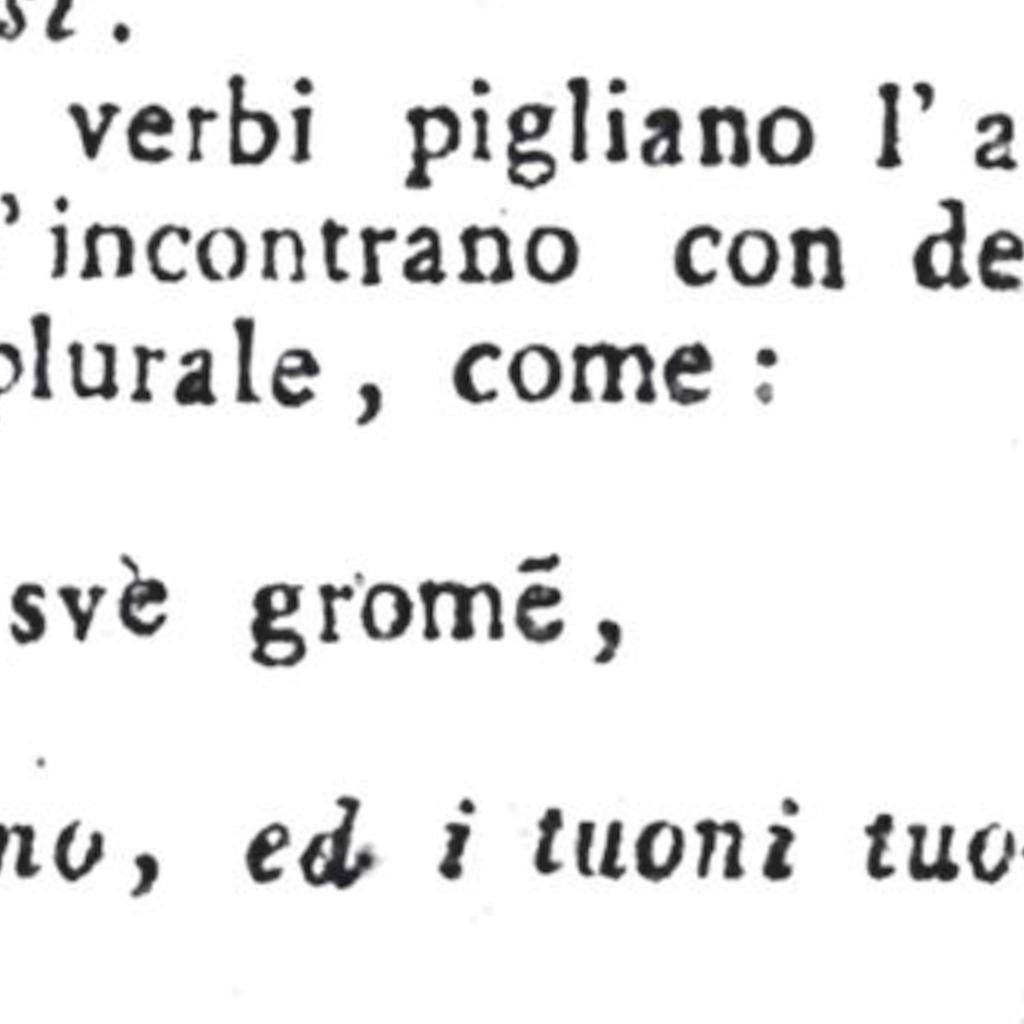 si.
verbi pigliano l' a
'incontrano con de
plurale, come:
svè gromẽ,
no, ed i tuoni tuo-